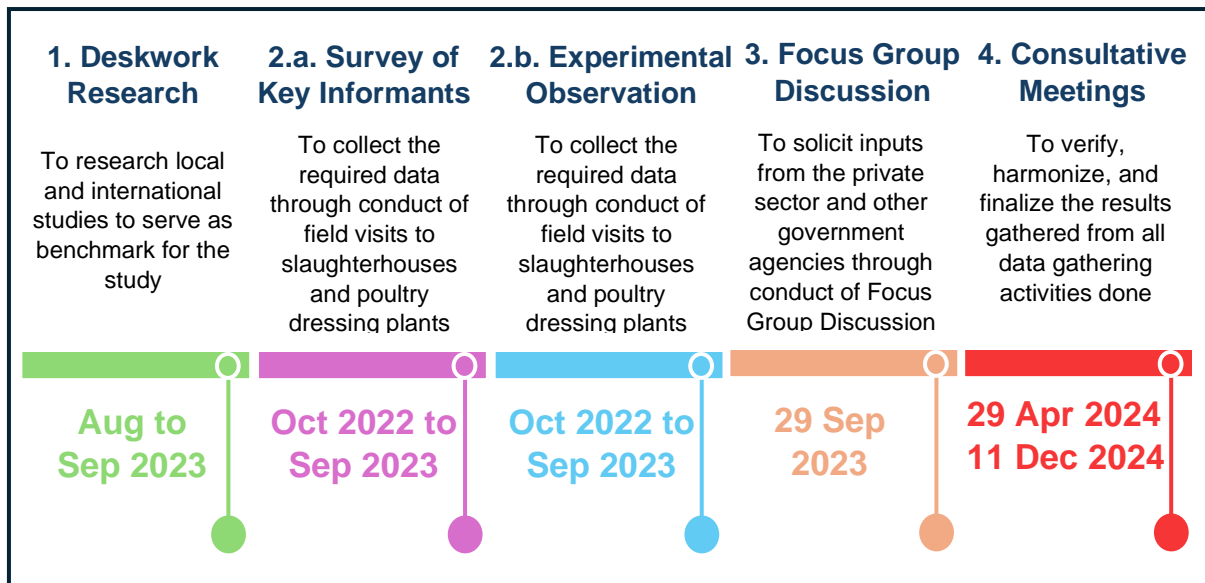 1. Deskwork
Research
To research local
and international
studies to serve as
benchmark for the
study
Aug to
Sep 2023
2.a. Survey of
Key Informants
To collect the
required data
through conduct of
field visits to
slaughterhouses
and poultry
dressing plants
Oct 2022 to
Sep 2023
2.b. Experimental
Observation
To collect the
required data
through conduct of
field visits to
slaughterhouses
and poultry
dressing plants
Oct 2022 to
Sep 2023
3. Focus Group
Discussion
To solicit inputs
from the private
sector and other
government
agencies through
conduct of Focus
Group Discussion
29 Sep
2023
4. Consultative
Meetings
To verify,
harmonize, and
finalize the results
gathered from all
data gathering
activities done
29 Apr 2024
11 Dec 2024